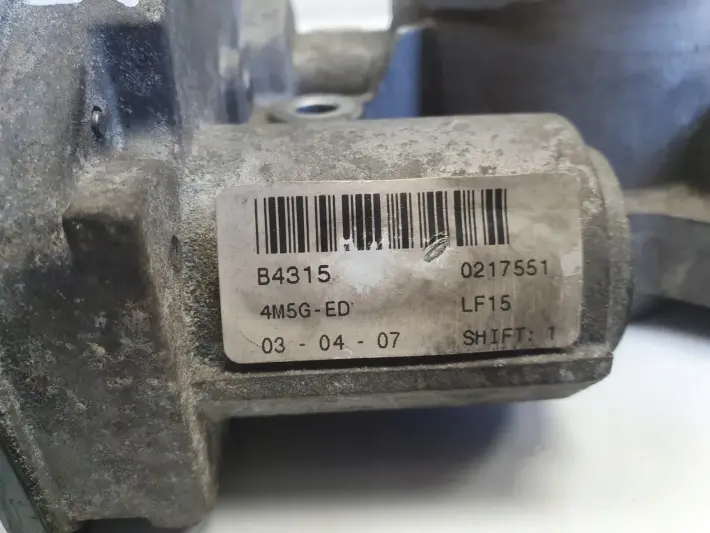 B4315 0217551
4M5G-ED LF15
03 - 04 - 07 SHIFT: 1